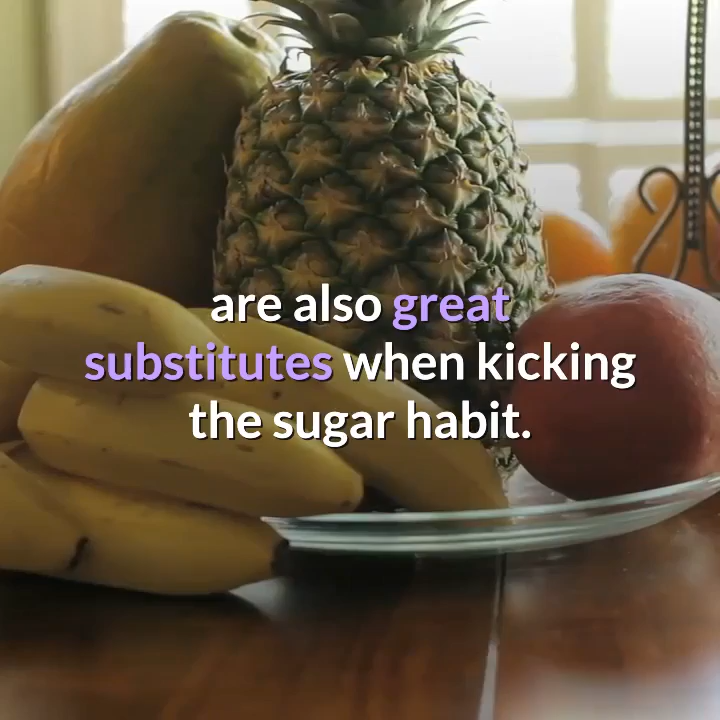 are also great
substitutes when kicking
the sugar habit.